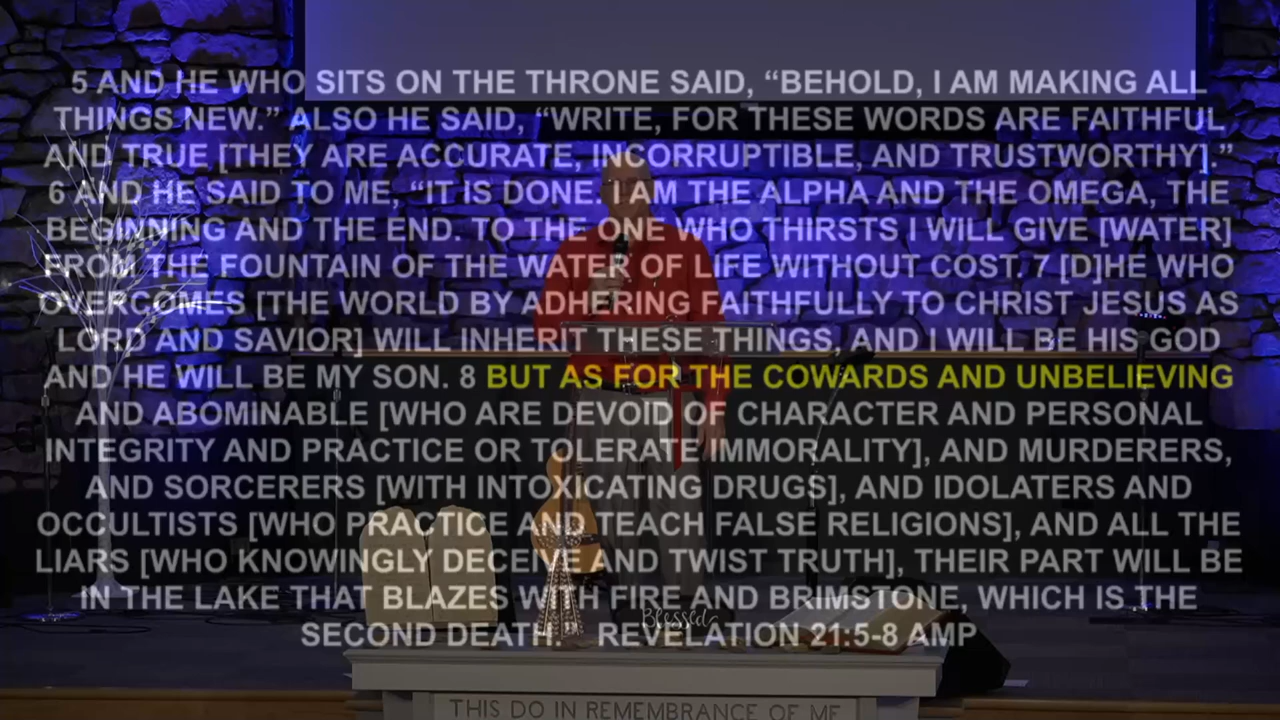 5 AND HE WHO SITS ON THE THRONE SAID, “BEHOLD, I AM MAKING ALL
THINGS NEW.” ALSO HE SAID, “WRITE, FOR THESE WORDS ARE FAITHFUL
AND TRUE [THEY ARE ACCURATE, INCORRUPTIBLE, AND TRUSTWORTHY].”
6 AND HE SAID TO ME, “IT IS DONE. I AM THE ALPHA AND THE OMEGA, THE
BEGINNING AND THE END. TO THE ONE WHO THIRSTS I WILL GIVE [WATER]
FROM THE FOUNTAIN OF THE WATER OF LIFE WITHOUT COST. 7 [D]HE WHO
OVERCOMES [THE WORLD BY ADHERING FAITHFULLY TO CHRIST JESUS AS
LORD AND SAVIOR] WILL INHERIT THESE THINGS, AND I WILL BE HIS GOD
AND HE WILL BE MY SON. 8 BUT AS FOR THE COWARDS AND UNBELIEVING
AND ABOMINABLE [WHO ARE DEVOID OF CHARACTER AND PERSONAL
INTEGRITY AND PRACTICE OR TOLERATE IMMORALITY], AND MURDERERS,
AND SORCERERS [WITH INTOXICATING DRUGS], AND IDOLATERS AND
OCCULTISTS [WHO PRACTICE AND TEACH FALSE RELIGIONS], AND ALL THE
LIARS [WHO KNOWINGLY DECEIVE AND TWIST TRUTH], THEIR PART WILL BE
IN THE LAKE THAT BLAZES WITH FIRE AND BRIMSTONE, WHICH IS THE
SECOND DEATH.” REVELATION 21:5-8 AMP
Blessed
THIS DO IN REMEMBRANCE OF ME